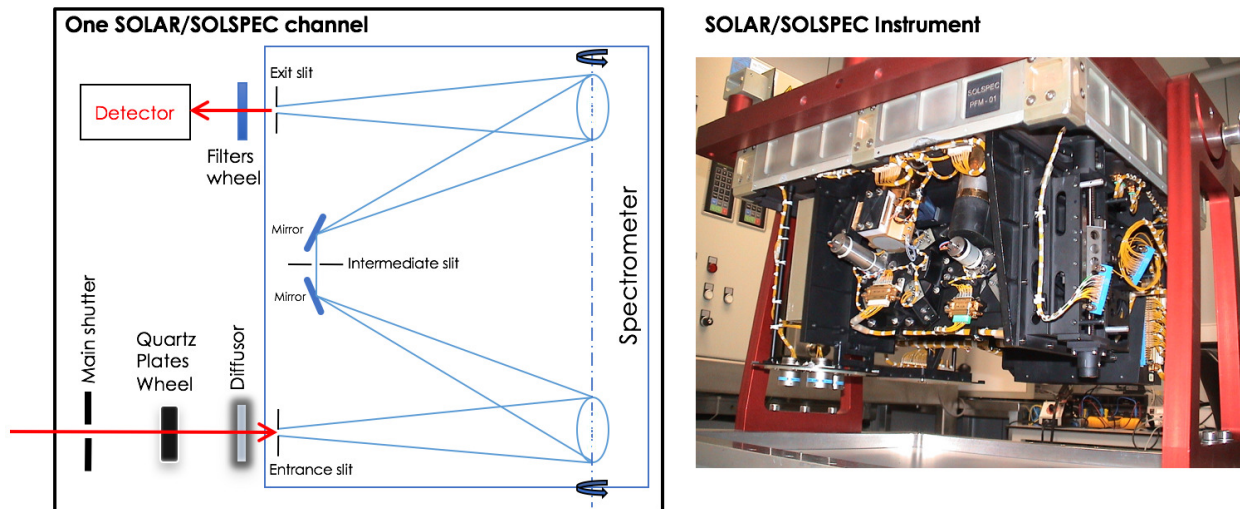 One SOLAR/SOLSPEC channel
SOLAR/SOLSPEC Instrument
Exit slit
Detector
Filters
wheel
Mirror
Intermediate slit
Mirror
Spectrometer
Main shutter
Quartz
Plates
Wheel
Diffusor
Entrance slit
SOLSPEC
PFM - 01